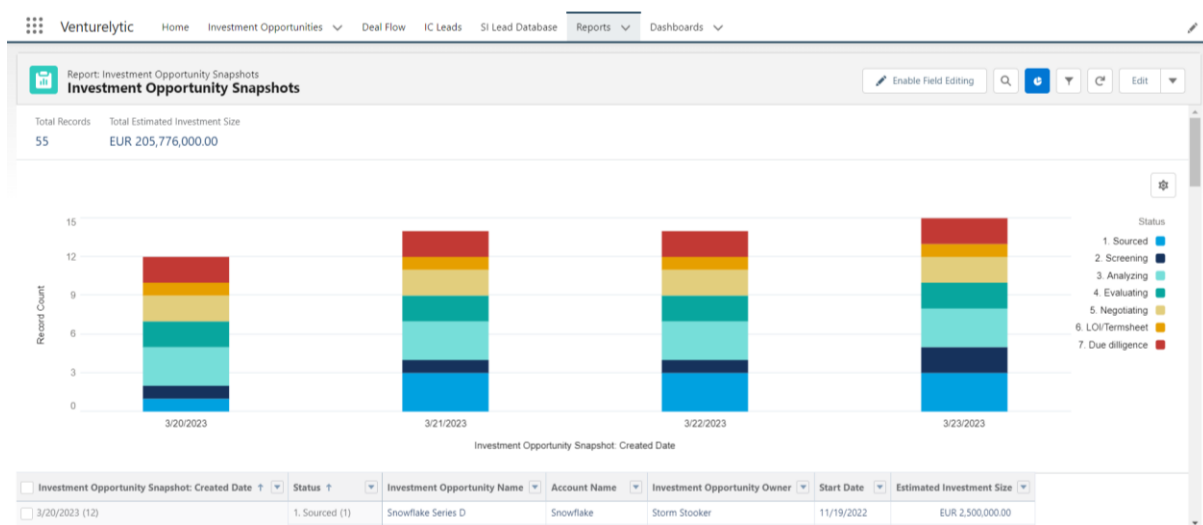 Venturelytic Home Investment Opportunities Deal Flow IC Leads SI Lead Database Reports Dashboards
Report: Investment Opportunity Snapshots
Investment Opportunity Snapshots
Enable Field Editing Edit
Total Records Total Estimated Investment Size
55 EUR 205,776,000.00
15
12
9
6
3
0
Record Count
3/20/2023 3/21/2023 3/22/2023 3/23/2023
Investment Opportunity Snapshot: Created Date
Status
1. Sourced
2. Screening
3. Analyzing
4. Evaluating
5. Negotiating
6. LOI/Termsheet
7. Due dilligence
Investment Opportunity Snapshot: Created Date ↑ Status ↑ Investment Opportunity Name Account Name Investment Opportunity Owner Start Date Estimated Investment Size
3/20/2023 (12) 1. Sourced (1) Snowflake Series D Snowflake Storm Stooker 11/19/2022 EUR 2,500,000.00